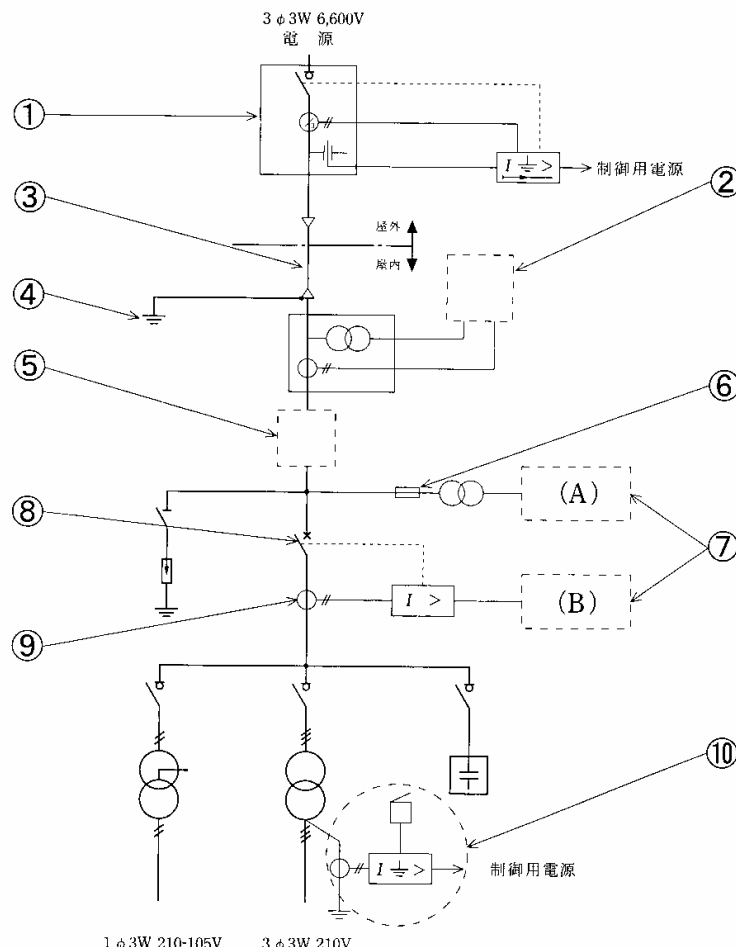 3φ3W 6,600V
電 源
①
I ⏚ >
制御用電源
②
③
屋外
屋内
④
⑤
⑥
(A)
⑦
⑧
I >
(B)
⑨
⑩
I ⏚ >
制御用電源
1φ3W 210-105V
3φ3W 210V